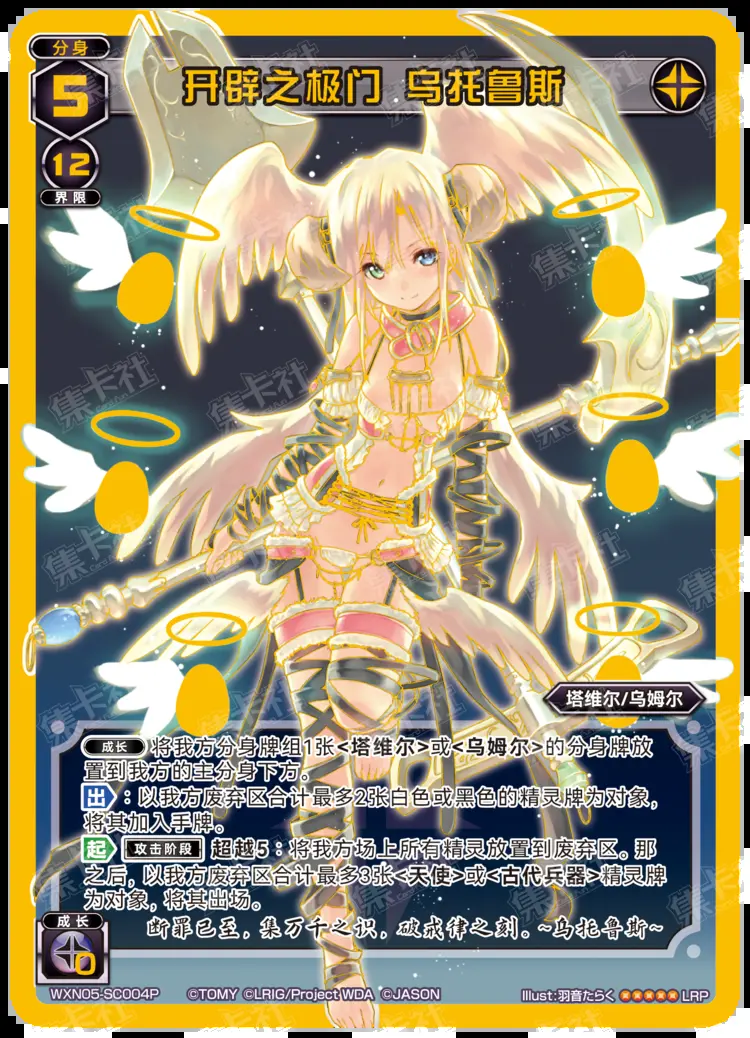 分身
5
开辟之极门 乌托鲁斯
12
界限
集卡社
塔维尔/乌姆尔
成长 将我方分身牌组1张<塔维尔>或<乌姆尔>的分身牌放
置到我方的主分身下方。
出：以我方废弃区合计最多2张白色或黑色的精灵牌为对象，
将其加入手牌。
起 攻击阶段 超越5：将我方场上所有精灵放置到废弃区。那
之后，以我方废弃区合计最多3张<天使>或<古代兵器>精灵牌
为对象，将其出场。
断罪已至，集万千之识，破戒律之刻。~乌托鲁斯~
成长
0
WXN05-SC004P ©TOMY ©LRIG/Project WDA ©JASON Illust:羽音たらく LRP